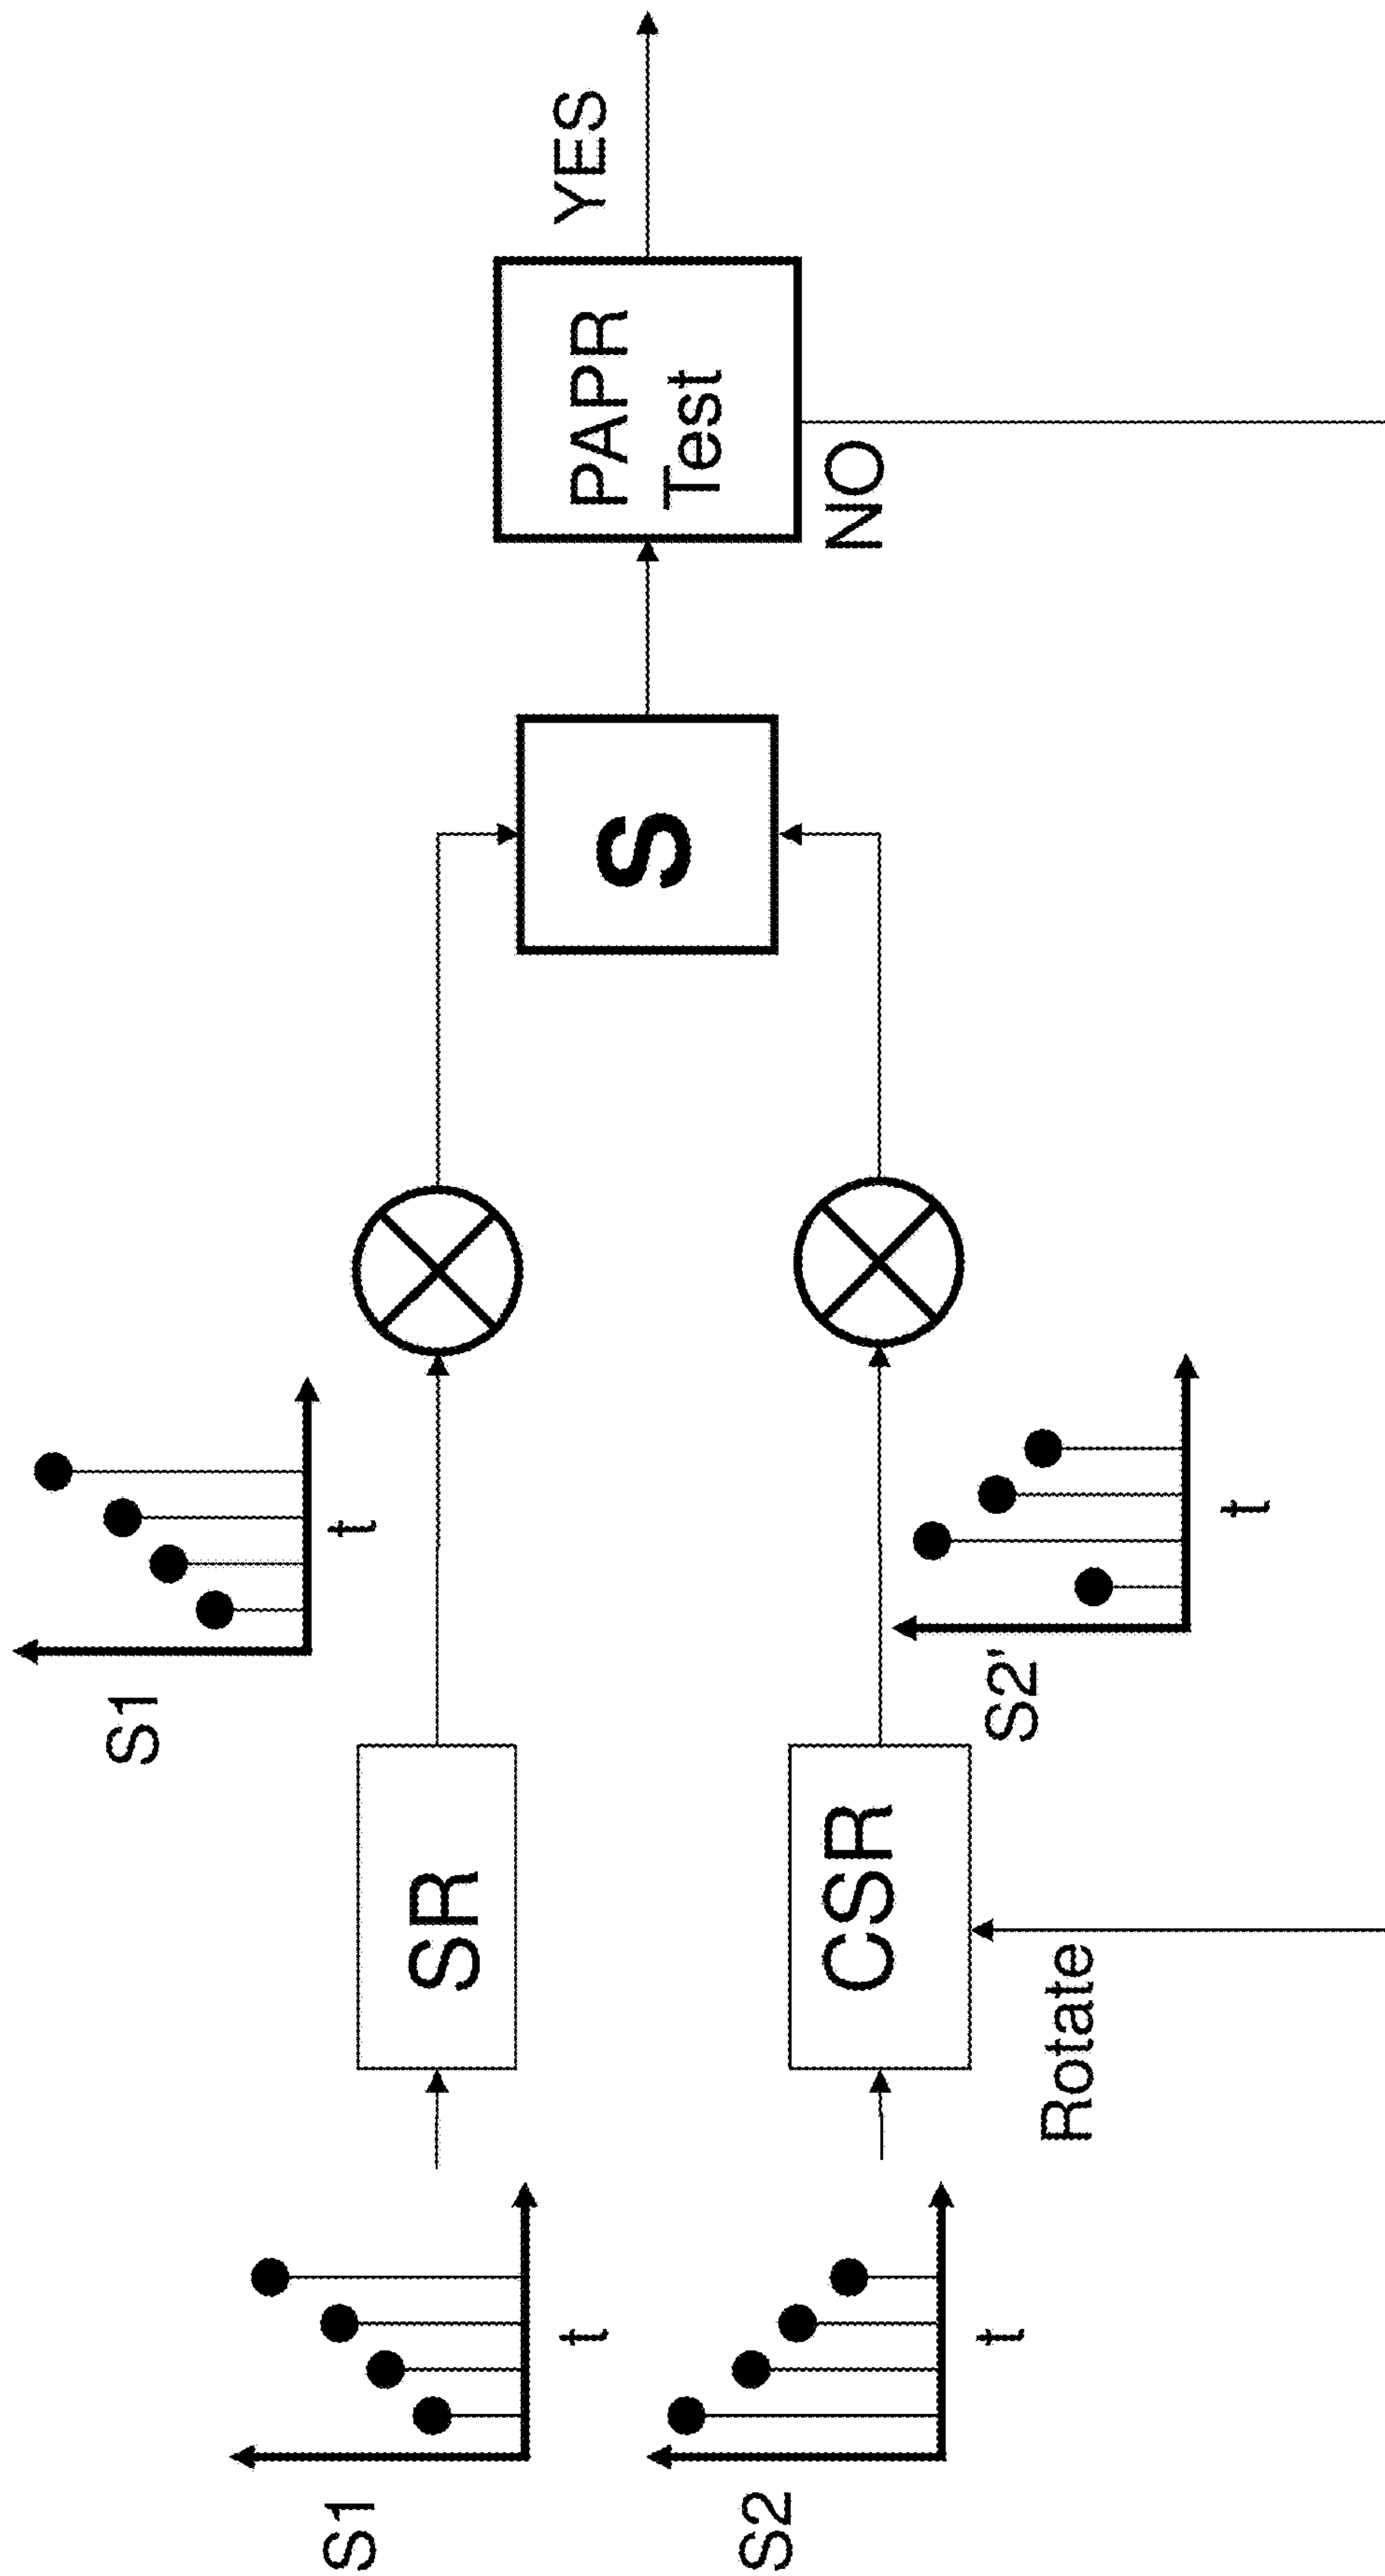 S1
t
SR
S1
t
S2
t
CSR
Rotate
S2'
t
S
PAPR
Test
YES
NO